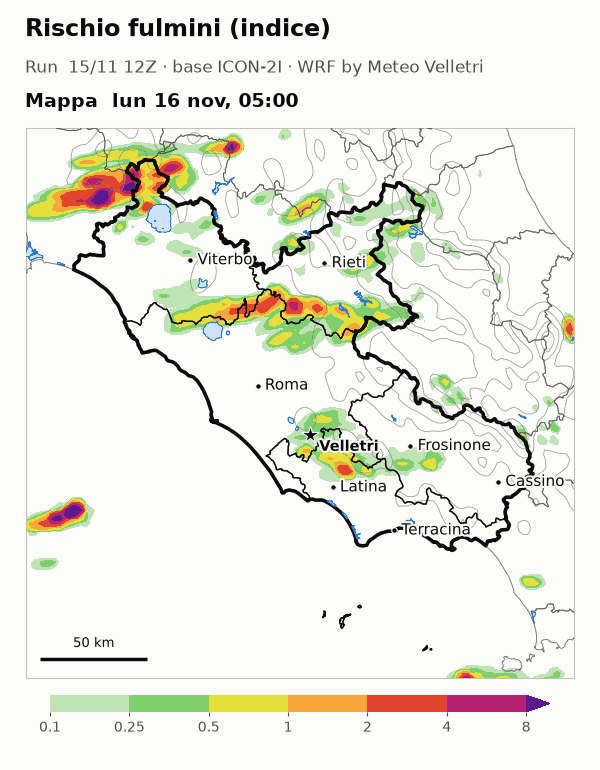 Rischio fulmini (indice)
Run  15/11 12Z · base ICON-2I · WRF by Meteo Velletri
Mappa  lun 16 nov, 05:00
Viterbo
Rieti
Roma
Velletri
Frosinone
Latina
Cassino
Terracina
50 km
0.1 0.25 0.5 1 2 4 8